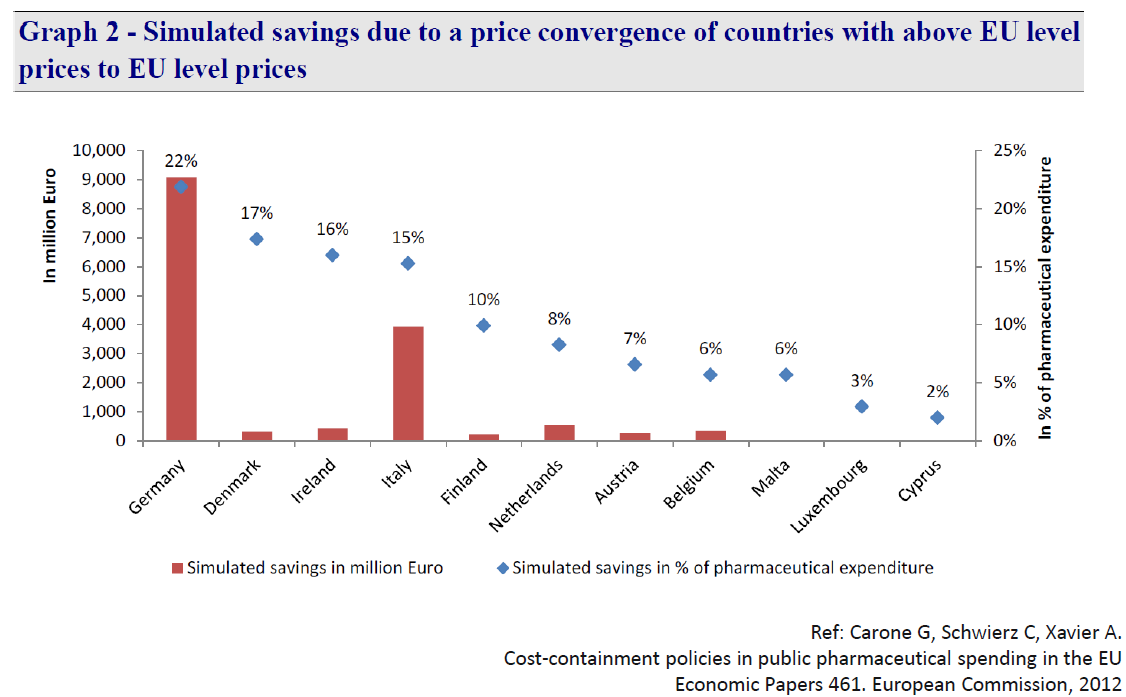 Graph 2 - Simulated savings due to a price convergence of countries with above EU level
prices to EU level prices
In million Euro
10,000
9,000
8,000
7,000
6,000
5,000
4,000
3,000
2,000
1,000
0
22%
17%
16%
15%
10%
8%
7%
6%
6%
3%
2%
25%
20%
15%
10%
5%
0%
In % of pharmaceutical expenditure
Germany
Denmark
Ireland
Italy
Finland
Netherlands
Austria
Belgium
Malta
Luxembourg
Cyprus
Simulated savings in million Euro
Simulated savings in % of pharmaceutical expenditure
Ref: Carone G, Schwierz C, Xavier A.
Cost-containment policies in public pharmaceutical spending in the EU
Economic Papers 461. European Commission, 2012